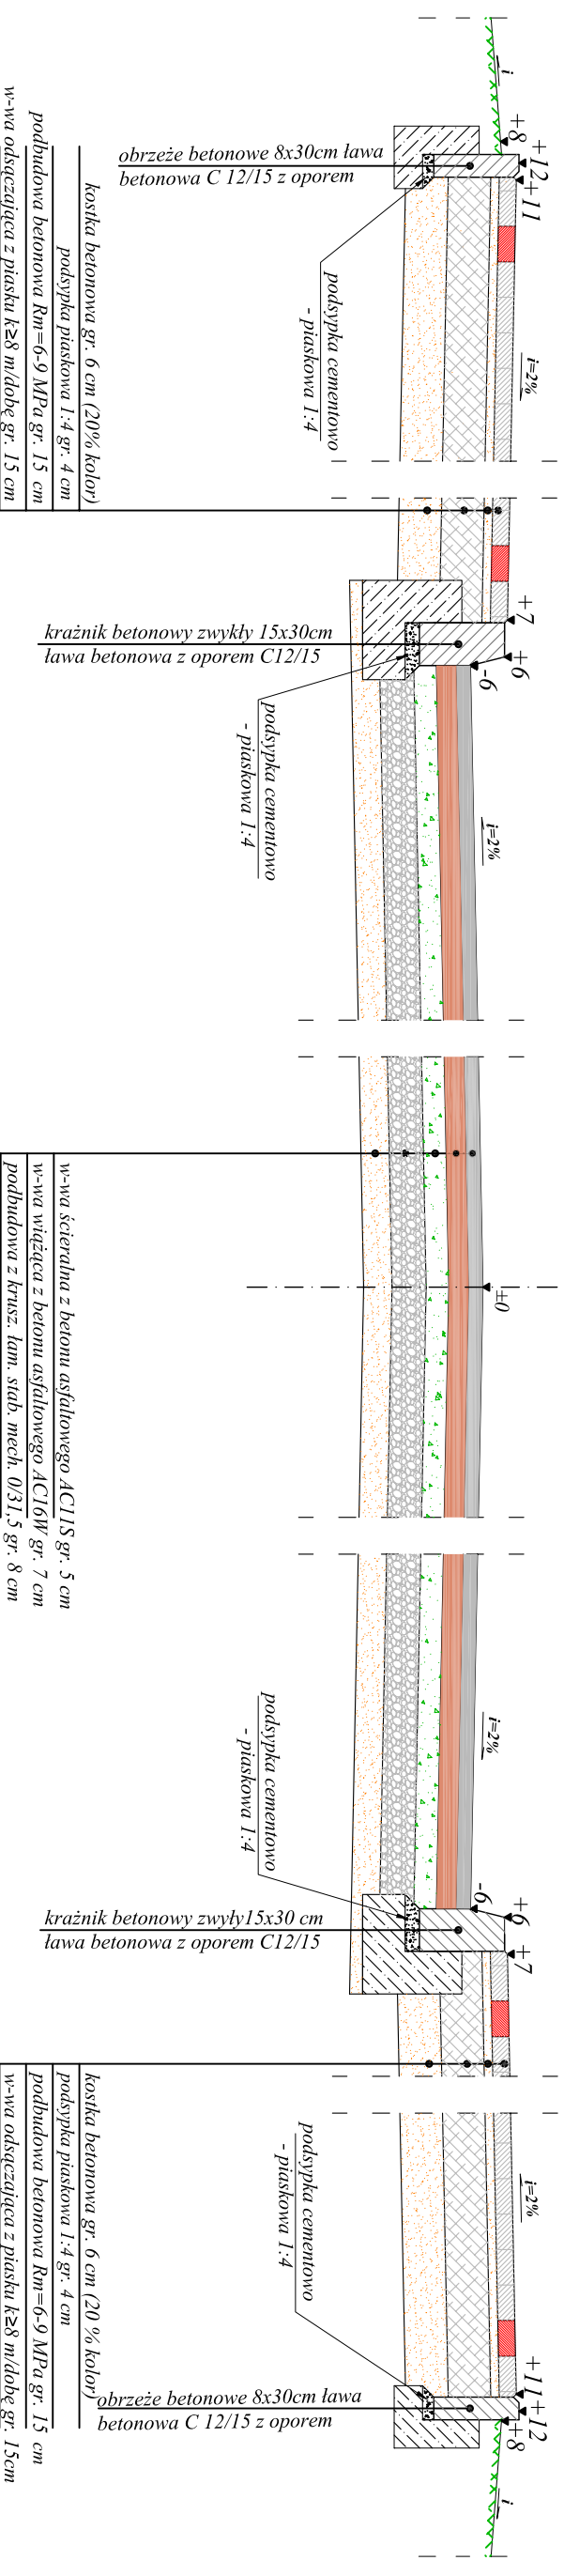 i
+8
+12
+11
i=2%
obrzeże betonowe 8x30cm ława
betonowa C 12/15 z oporem
podsypka cementowo
- piaskowa 1:4
kostka betonowa gr. 6 cm (20% kolor)
podsypka piaskowa 1:4 gr. 4 cm
podbudowa betonowa Rm=6-9 MPa gr. 15 cm
w-wa odsączająca z piasku k≥8 m/dobę gr. 15 cm
+7
+6
-6
krażnik betonowy zwykły 15x30cm
ława betonowa z oporem C12/15
podsypka cementowo
- piaskowa 1:4
i=2%
±0
w-wa ścieralna z betonu asfaltowego AC11S gr. 5 cm
w-wa wiążąca z betonu asfaltowego AC16W gr. 7 cm
podbudowa z krusz. łam. stab. mech. 0/31,5 gr. 8 cm
i=2%
podsypka cementowo
- piaskowa 1:4
-6
+6
+7
krażnik betonowy zwyły15x30 cm
ława betonowa z oporem C12/15
kostka betonowa gr. 6 cm (20 % kolor)
podsypka piaskowa 1:4 gr. 4 cm
podbudowa betonowa Rm=6-9 MPa gr. 15 cm
w-wa odsączająca z piasku k≥8 m/dobę gr. 15cm
podsypka cementowo
- piaskowa 1:4
i=2%
+11
+12
+8
obrzeże betonowe 8x30cm ława
betonowa C 12/15 z oporem
i